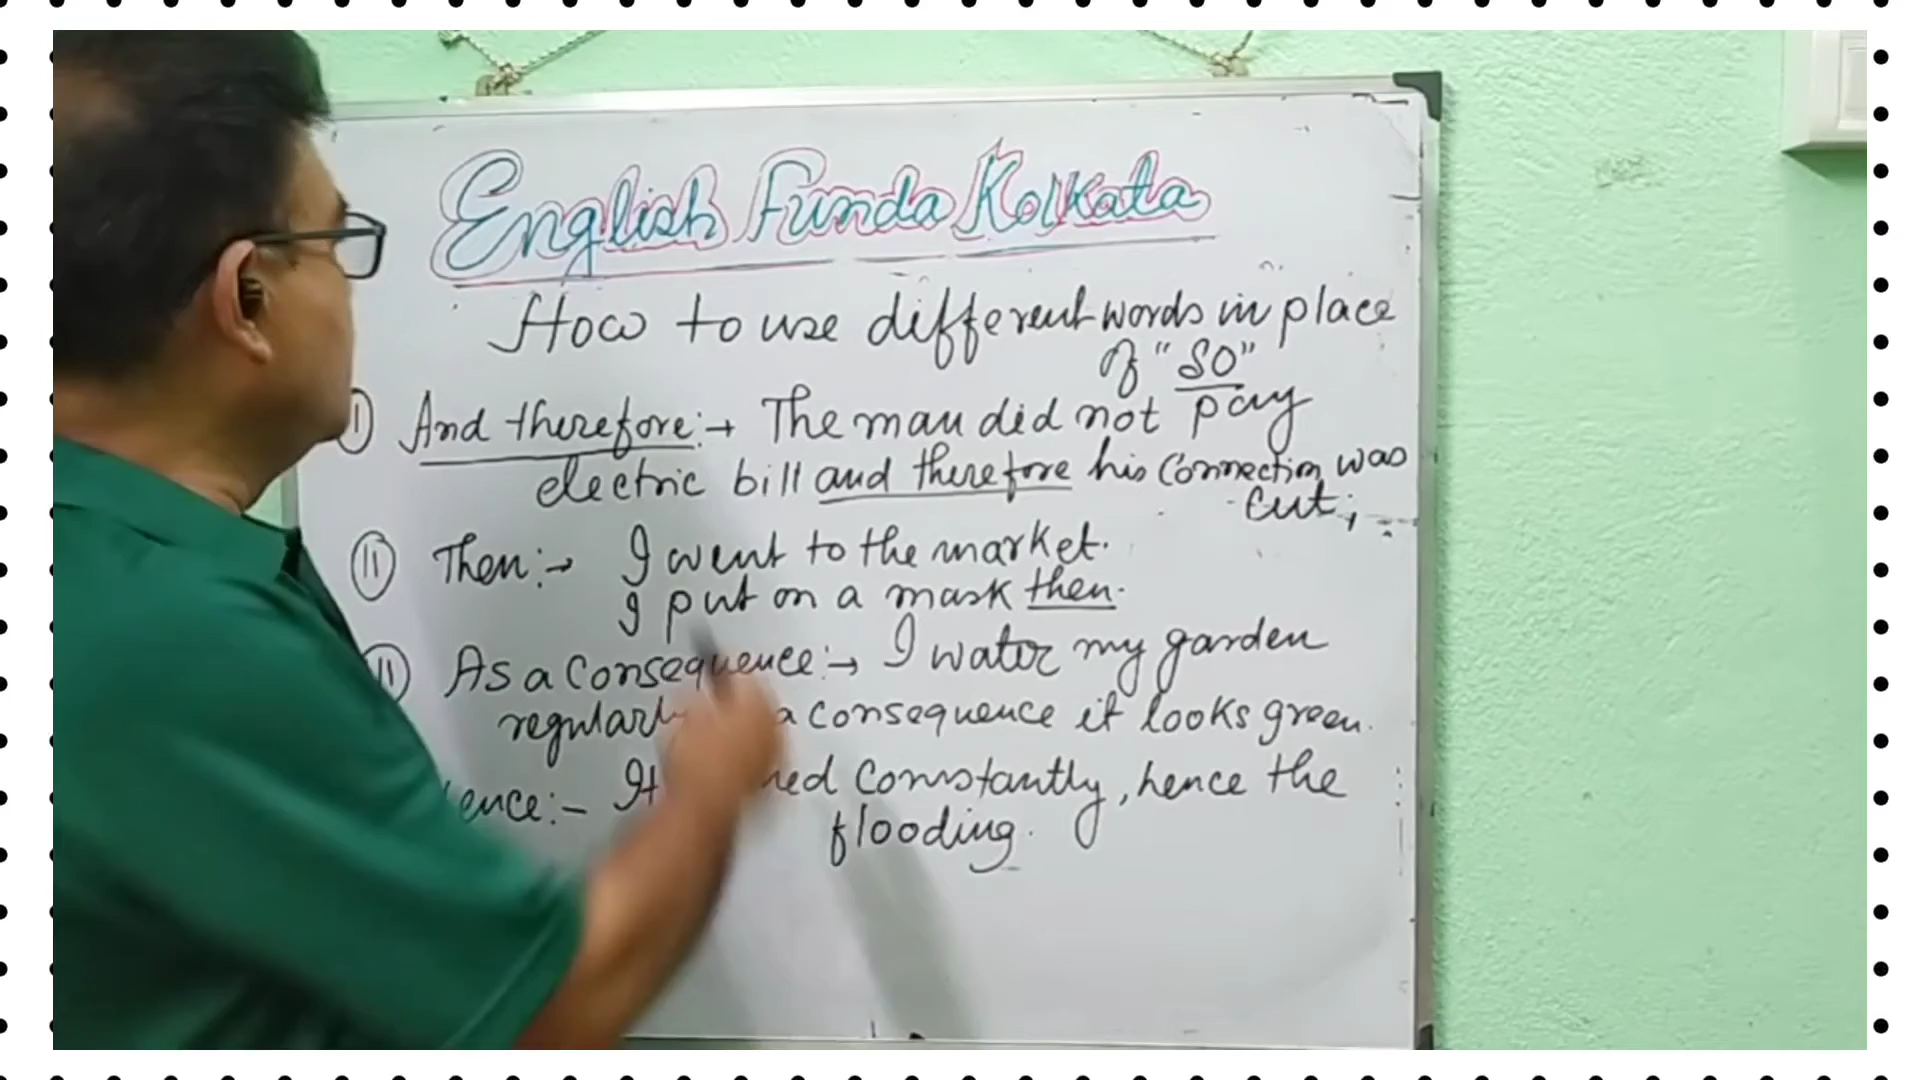 English Funda Kolkata
How to use different words in place
of "SO"
I And therefore:→ The man did not pay
electric bill and therefore his connection was
cut;
II Then:→ I went to the market.
I put on a mask then.
As a consequence:→ I water my garden
regularly a consequence it looks green.
ence:- It constantly, hence the
flooding.